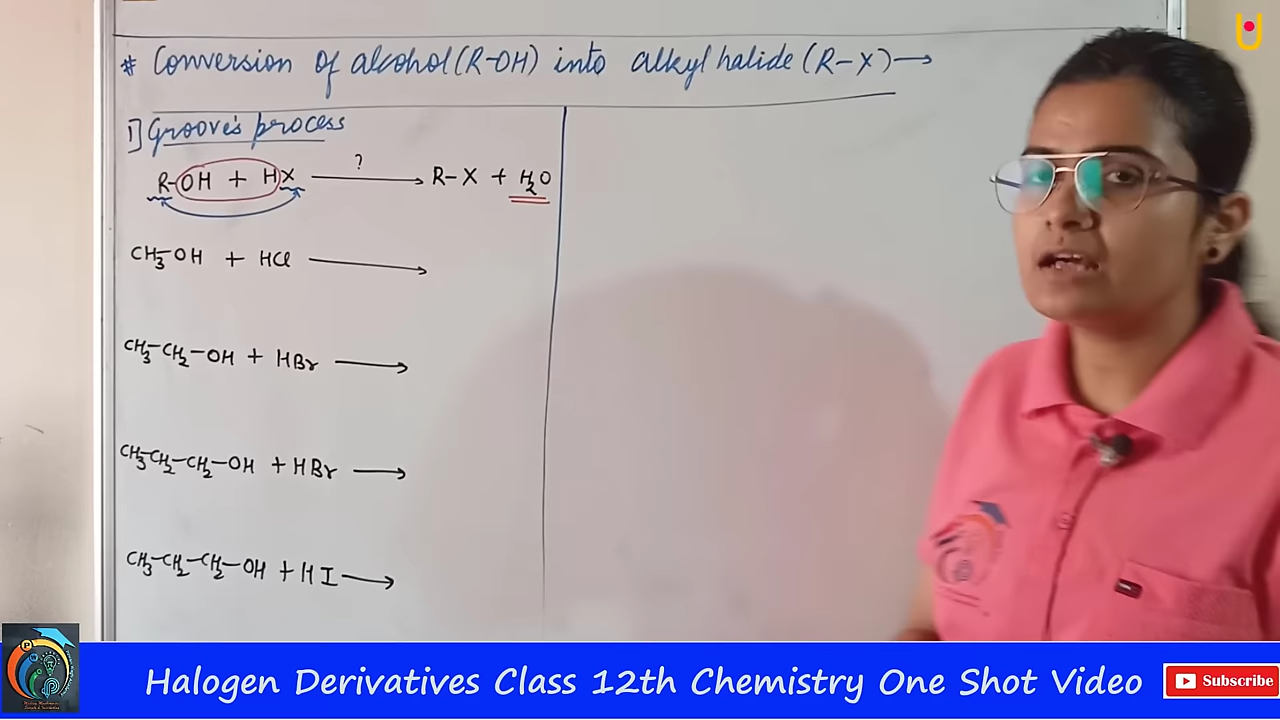 # Conversion of alcohol (R-OH) into alkyl halide (R-X) →
1] Groove's process
R-OH + HX ?→ R-X + H₂O
CH₃-OH + HCl →
CH₃-CH₂-OH + HBr →
CH₃-CH₂-CH₂-OH + HBr →
CH₃-CH₂-CH₂-OH + HI →
Halogen Derivatives Class 12th Chemistry One Shot Video
Subscribe